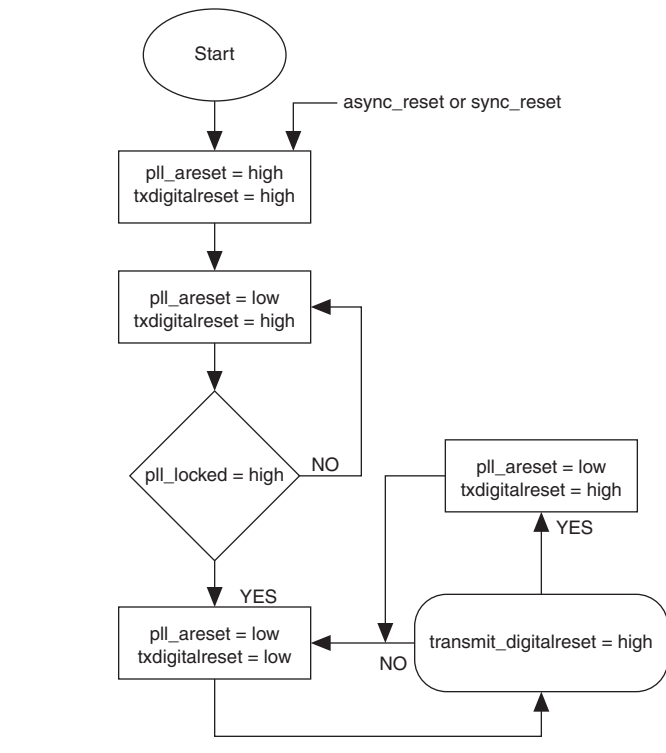 Start
async_reset or sync_reset
pll_areset = high
txdigitalreset = high
pll_areset = low
txdigitalreset = high
pll_locked = high
NO
pll_areset = low
txdigitalreset = high
YES
YES
pll_areset = low
txdigitalreset = low
NO
transmit_digitalreset = high